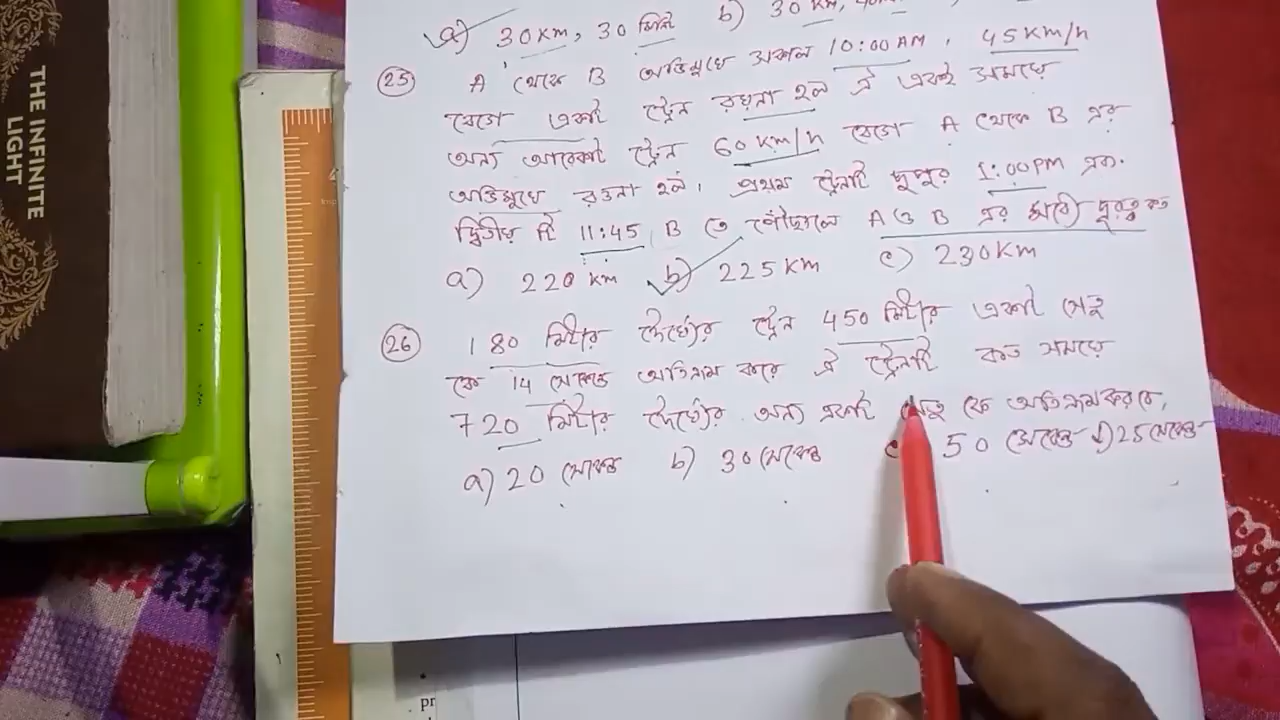 THE INFINITE
LIGHT
a) 30 KM, 30 মিনিট b) 30 KM,
(25) A থেকে B অভিমুখে সকাল 10:00 AM, 45 KM/h
বেগে একটি ট্রেন রওনা হল ঐ একই সময়ে
অন্য আরেকটি ট্রেন 60 KM/h বেগে A থেকে B এর
অভিমুখে রওনা হল। প্রথম ট্রেনটি দুপুর 1:00 PM এবং
দ্বিতীয় টি 11:45 B তে পৌঁছালে A ও B এর মধ্যে দূরত্ব কত
a) 220 km b) 225 KM c) 230 KM
(26) 180 মিটার দৈর্ঘ্যের ট্রেন 450 মিটার একটি সেতু
কে 14 সেকেন্ডে অতিক্রম করে ঐ ট্রেনটি কত সময়ে
720 মিটার দৈর্ঘ্যের অন্য একটি সেতু কে অতিক্রম করবে,
a) 20 সেকেন্ড b) 30 সেকেন্ড 50 সেকেন্ড d) 25 সেকেন্ড
pr